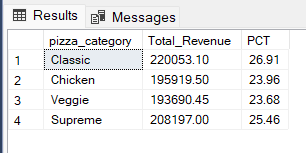 Results Messages
pizza_category Total_Revenue PCT
1 Classic 220053.10 26.91
2 Chicken 195919.50 23.96
3 Veggie 193690.45 23.68
4 Supreme 208197.00 25.46